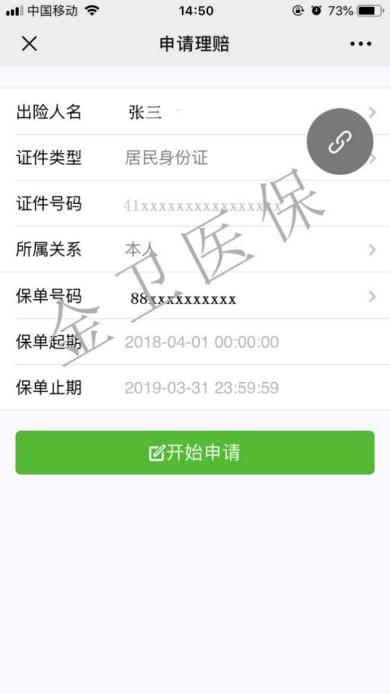 中国移动 14:50 73%
申请理赔
出险人名 张三
证件类型 居民身份证
证件号码 41xxxxxxxxxxxxxxxx
所属关系 本人
保单号码 88xxxxxxxxxx
保单起期 2018-04-01 00:00:00
保单止期 2019-03-31 23:59:59
开始申请
金卫医保